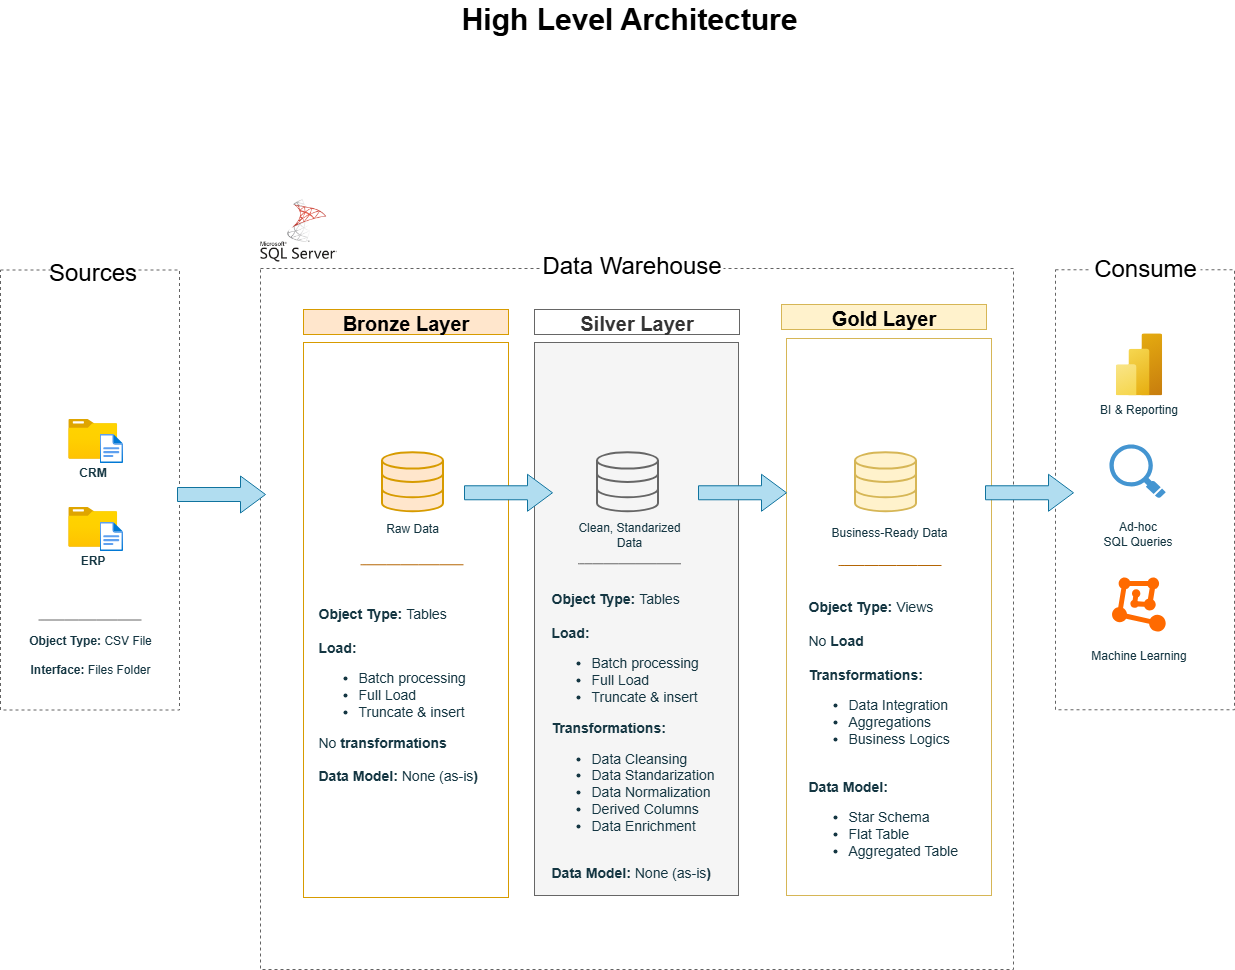 High Level Architecture
Microsoft®
SQL Server
Sources
CRM
ERP
Object Type: CSV File
Interface: Files Folder
Data Warehouse
Bronze Layer
Raw Data
Object Type: Tables
Load:
• Batch processing
• Full Load
• Truncate & insert
No transformations
Data Model: None (as-is)
Silver Layer
Clean, Standarized
Data
Object Type: Tables
Load:
• Batch processing
• Full Load
• Truncate & insert
Transformations:
• Data Cleansing
• Data Standarization
• Data Normalization
• Derived Columns
• Data Enrichment
Data Model: None (as-is)
Gold Layer
Business-Ready Data
Object Type: Views
No Load
Transformations:
• Data Integration
• Aggregations
• Business Logics
Data Model:
• Star Schema
• Flat Table
• Aggregated Table
Consume
BI & Reporting
Ad-hoc
SQL Queries
Machine Learning